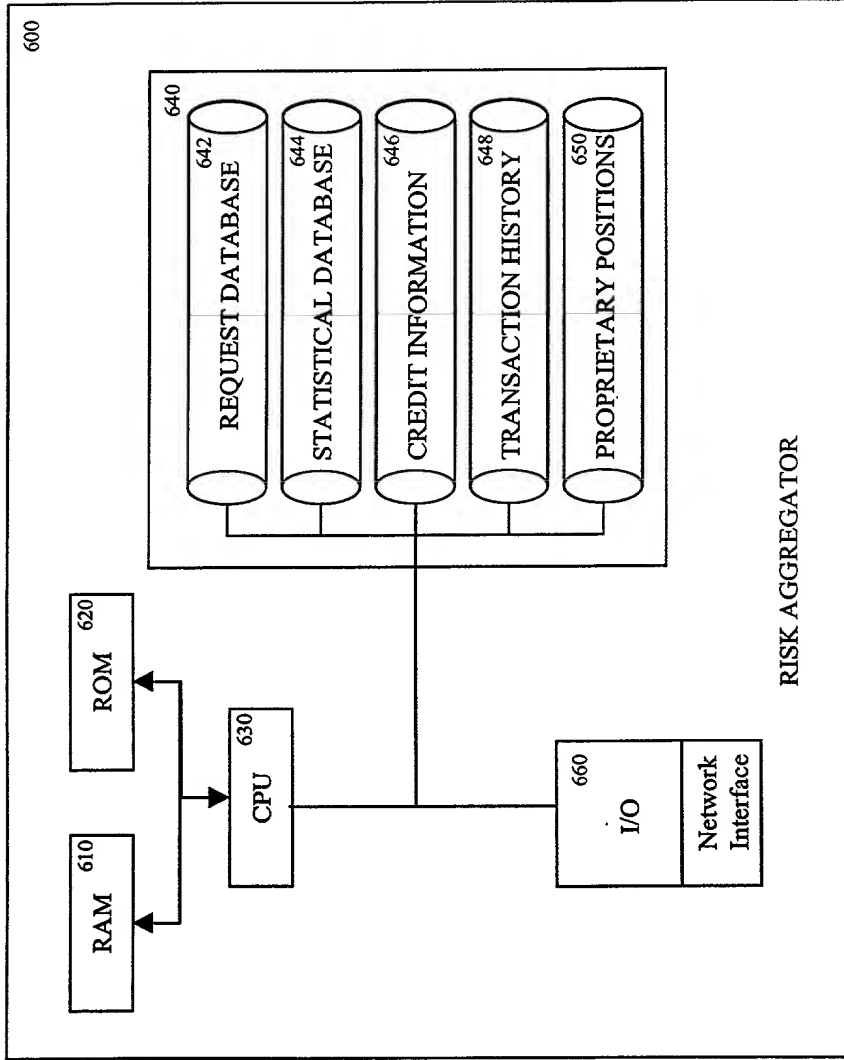 600
RAM
610
ROM
620
CPU
630
I/O
660
Network
Interface
640
REQUEST DATABASE
642
STATISTICAL DATABASE
644
CREDIT INFORMATION
646
TRANSACTION HISTORY
648
PROPRIETARY POSITIONS
650
RISK AGGREGATOR